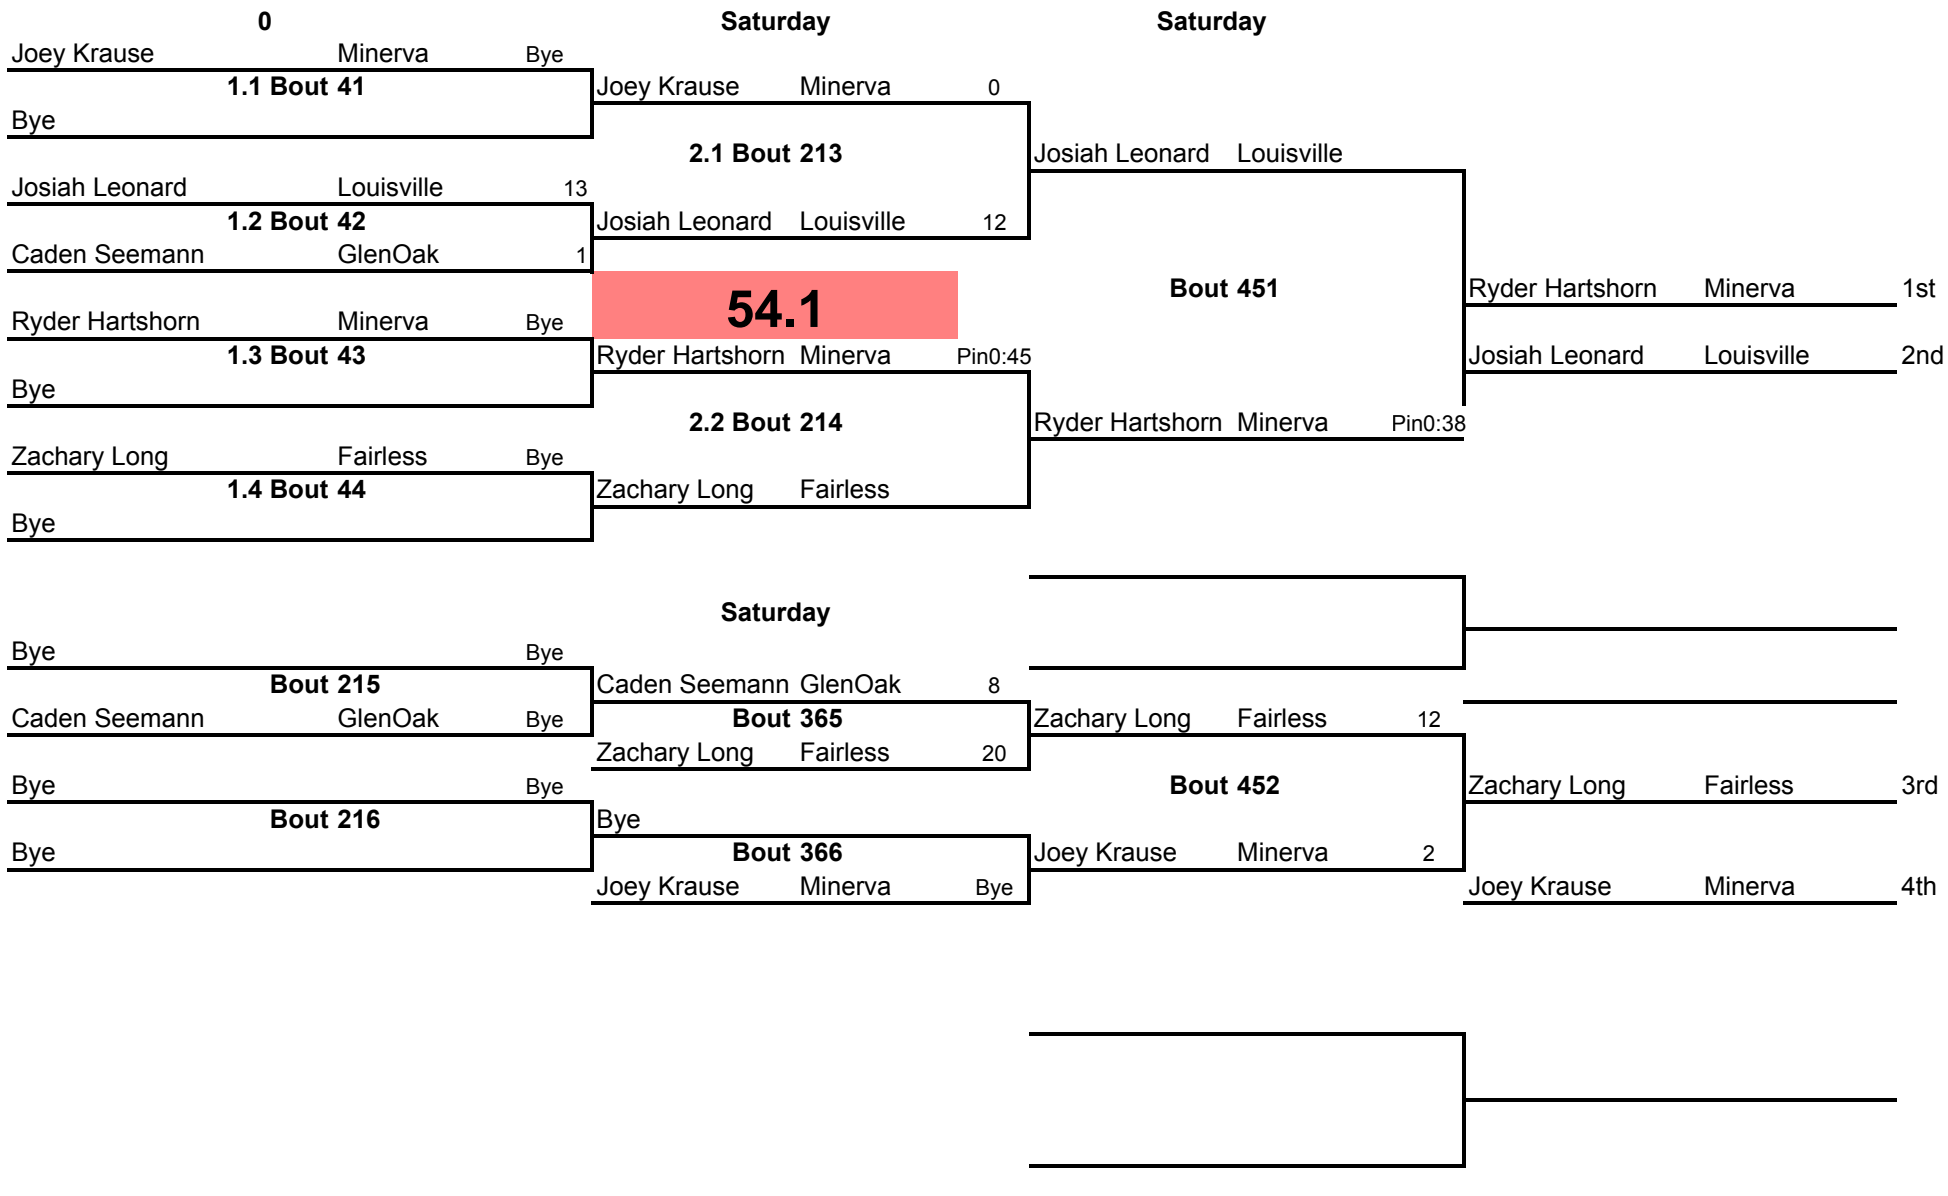 0 Saturday Saturday
Joey Krause Minerva Bye
1.1 Bout 41 Joey Krause Minerva 0
Bye
2.1 Bout 213 Josiah Leonard Louisville
Josiah Leonard Louisville 13
1.2 Bout 42 Josiah Leonard Louisville 12
Caden Seemann GlenOak 1
54.1 Bout 451 Ryder Hartshorn Minerva 1st
Ryder Hartshorn Minerva Bye
1.3 Bout 43 Ryder Hartshorn Minerva Pin0:45 Josiah Leonard Louisville 2nd
Bye
2.2 Bout 214 Ryder Hartshorn Minerva Pin0:38
Zachary Long Fairless Bye
1.4 Bout 44 Zachary Long Fairless
Bye
Saturday
Bye Bye
Bout 215 Caden Seemann GlenOak 8
Caden Seemann GlenOak Bye Bout 365 Zachary Long Fairless 12
Zachary Long Fairless 20
Bye Bye Bout 452 Zachary Long Fairless 3rd
Bout 216 Bye
Bye Bout 366 Joey Krause Minerva 2
Joey Krause Minerva Bye Joey Krause Minerva 4th